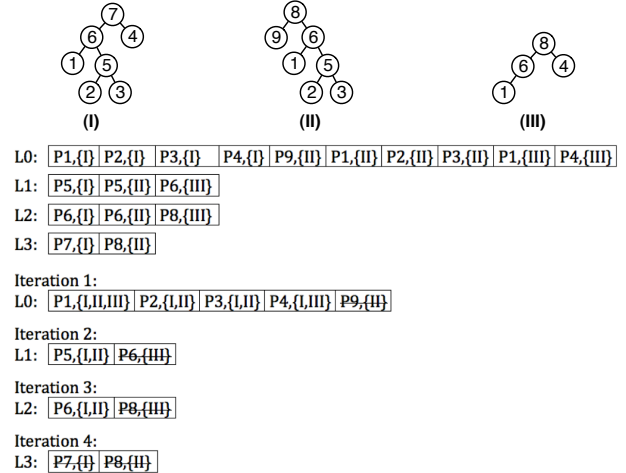 7 8
6 4 9 6 8
1 5 1 5 6 4
2 3 2 3 1
(I) (II) (III)
L0: P1,{I} P2,{I} P3,{I} P4,{I} P9,{II} P1,{II} P2,{II} P3,{II} P1,{III} P4,{III}
L1: P5,{I} P5,{II} P6,{III}
L2: P6,{I} P6,{II} P8,{III}
L3: P7,{I} P8,{II}
Iteration 1:
L0: P1,{I,II,III} P2,{I,II} P3,{I,II} P4,{I,III} P9,{II}
Iteration 2:
L1: P5,{I,II} P6,{III}
Iteration 3:
L2: P6,{I,II} P8,{III}
Iteration 4:
L3: P7,{I} P8,{II}